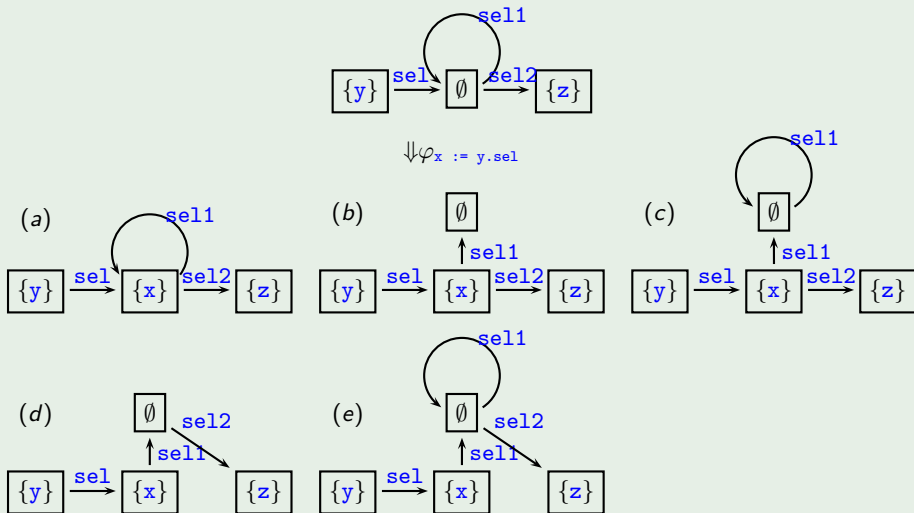 sel1
{y} sel ∅ sel2 {z}
⇓φx := y.sel
(a) sel1
{y} sel {x} sel2 {z}
(b) ∅
sel1
{y} sel {x} sel2 {z}
(c) sel1
∅
sel1
{y} sel {x} sel2 {z}
(d) ∅ sel2
sel1
{y} sel {x} {z}
(e) sel1
∅ sel2
sel1
{y} sel {x} {z}